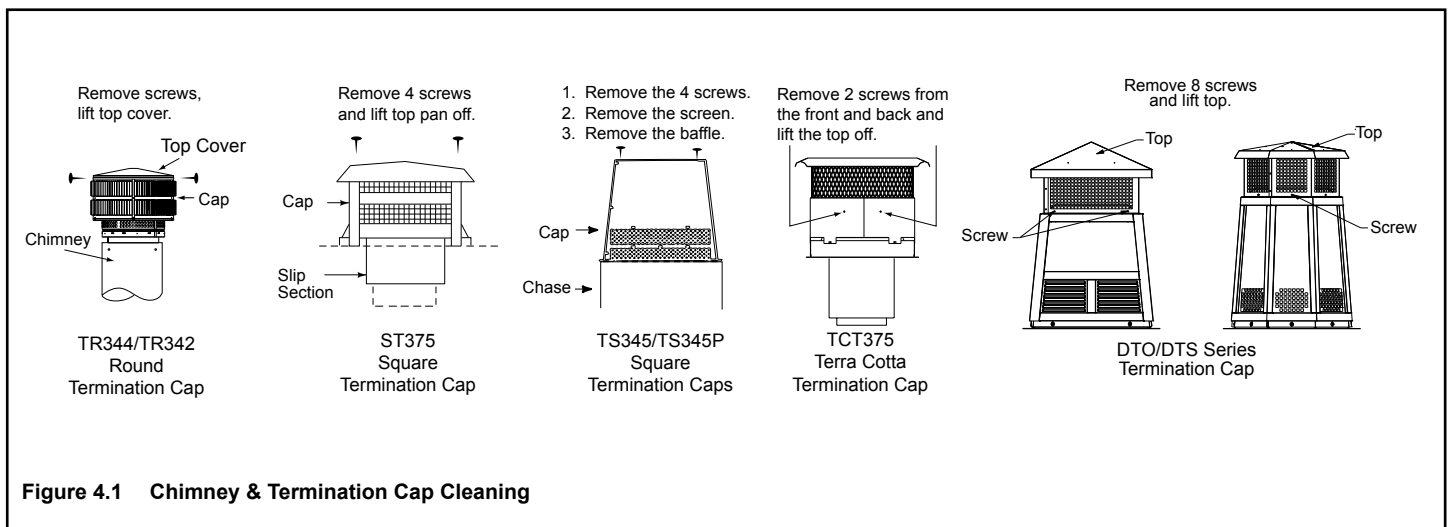 Remove screws,
lift top cover.
Top Cover
Cap
Chimney
TR344/TR342
Round
Termination Cap
Remove 4 screws
and lift top pan off.
Cap
Slip
Section
ST375
Square
Termination Cap
1. Remove the 4 screws.
2. Remove the screen.
3. Remove the baffle.
Cap
Chase
TS345/TS345P
Square
Termination Caps
Remove 2 screws from
the front and back and
lift the top off.
TCT375
Terra Cotta
Termination Cap
Remove 8 screws
and lift top.
Top
Top
Screw
Screw
DTO/DTS Series
Termination Cap
Figure 4.1 Chimney & Termination Cap Cleaning